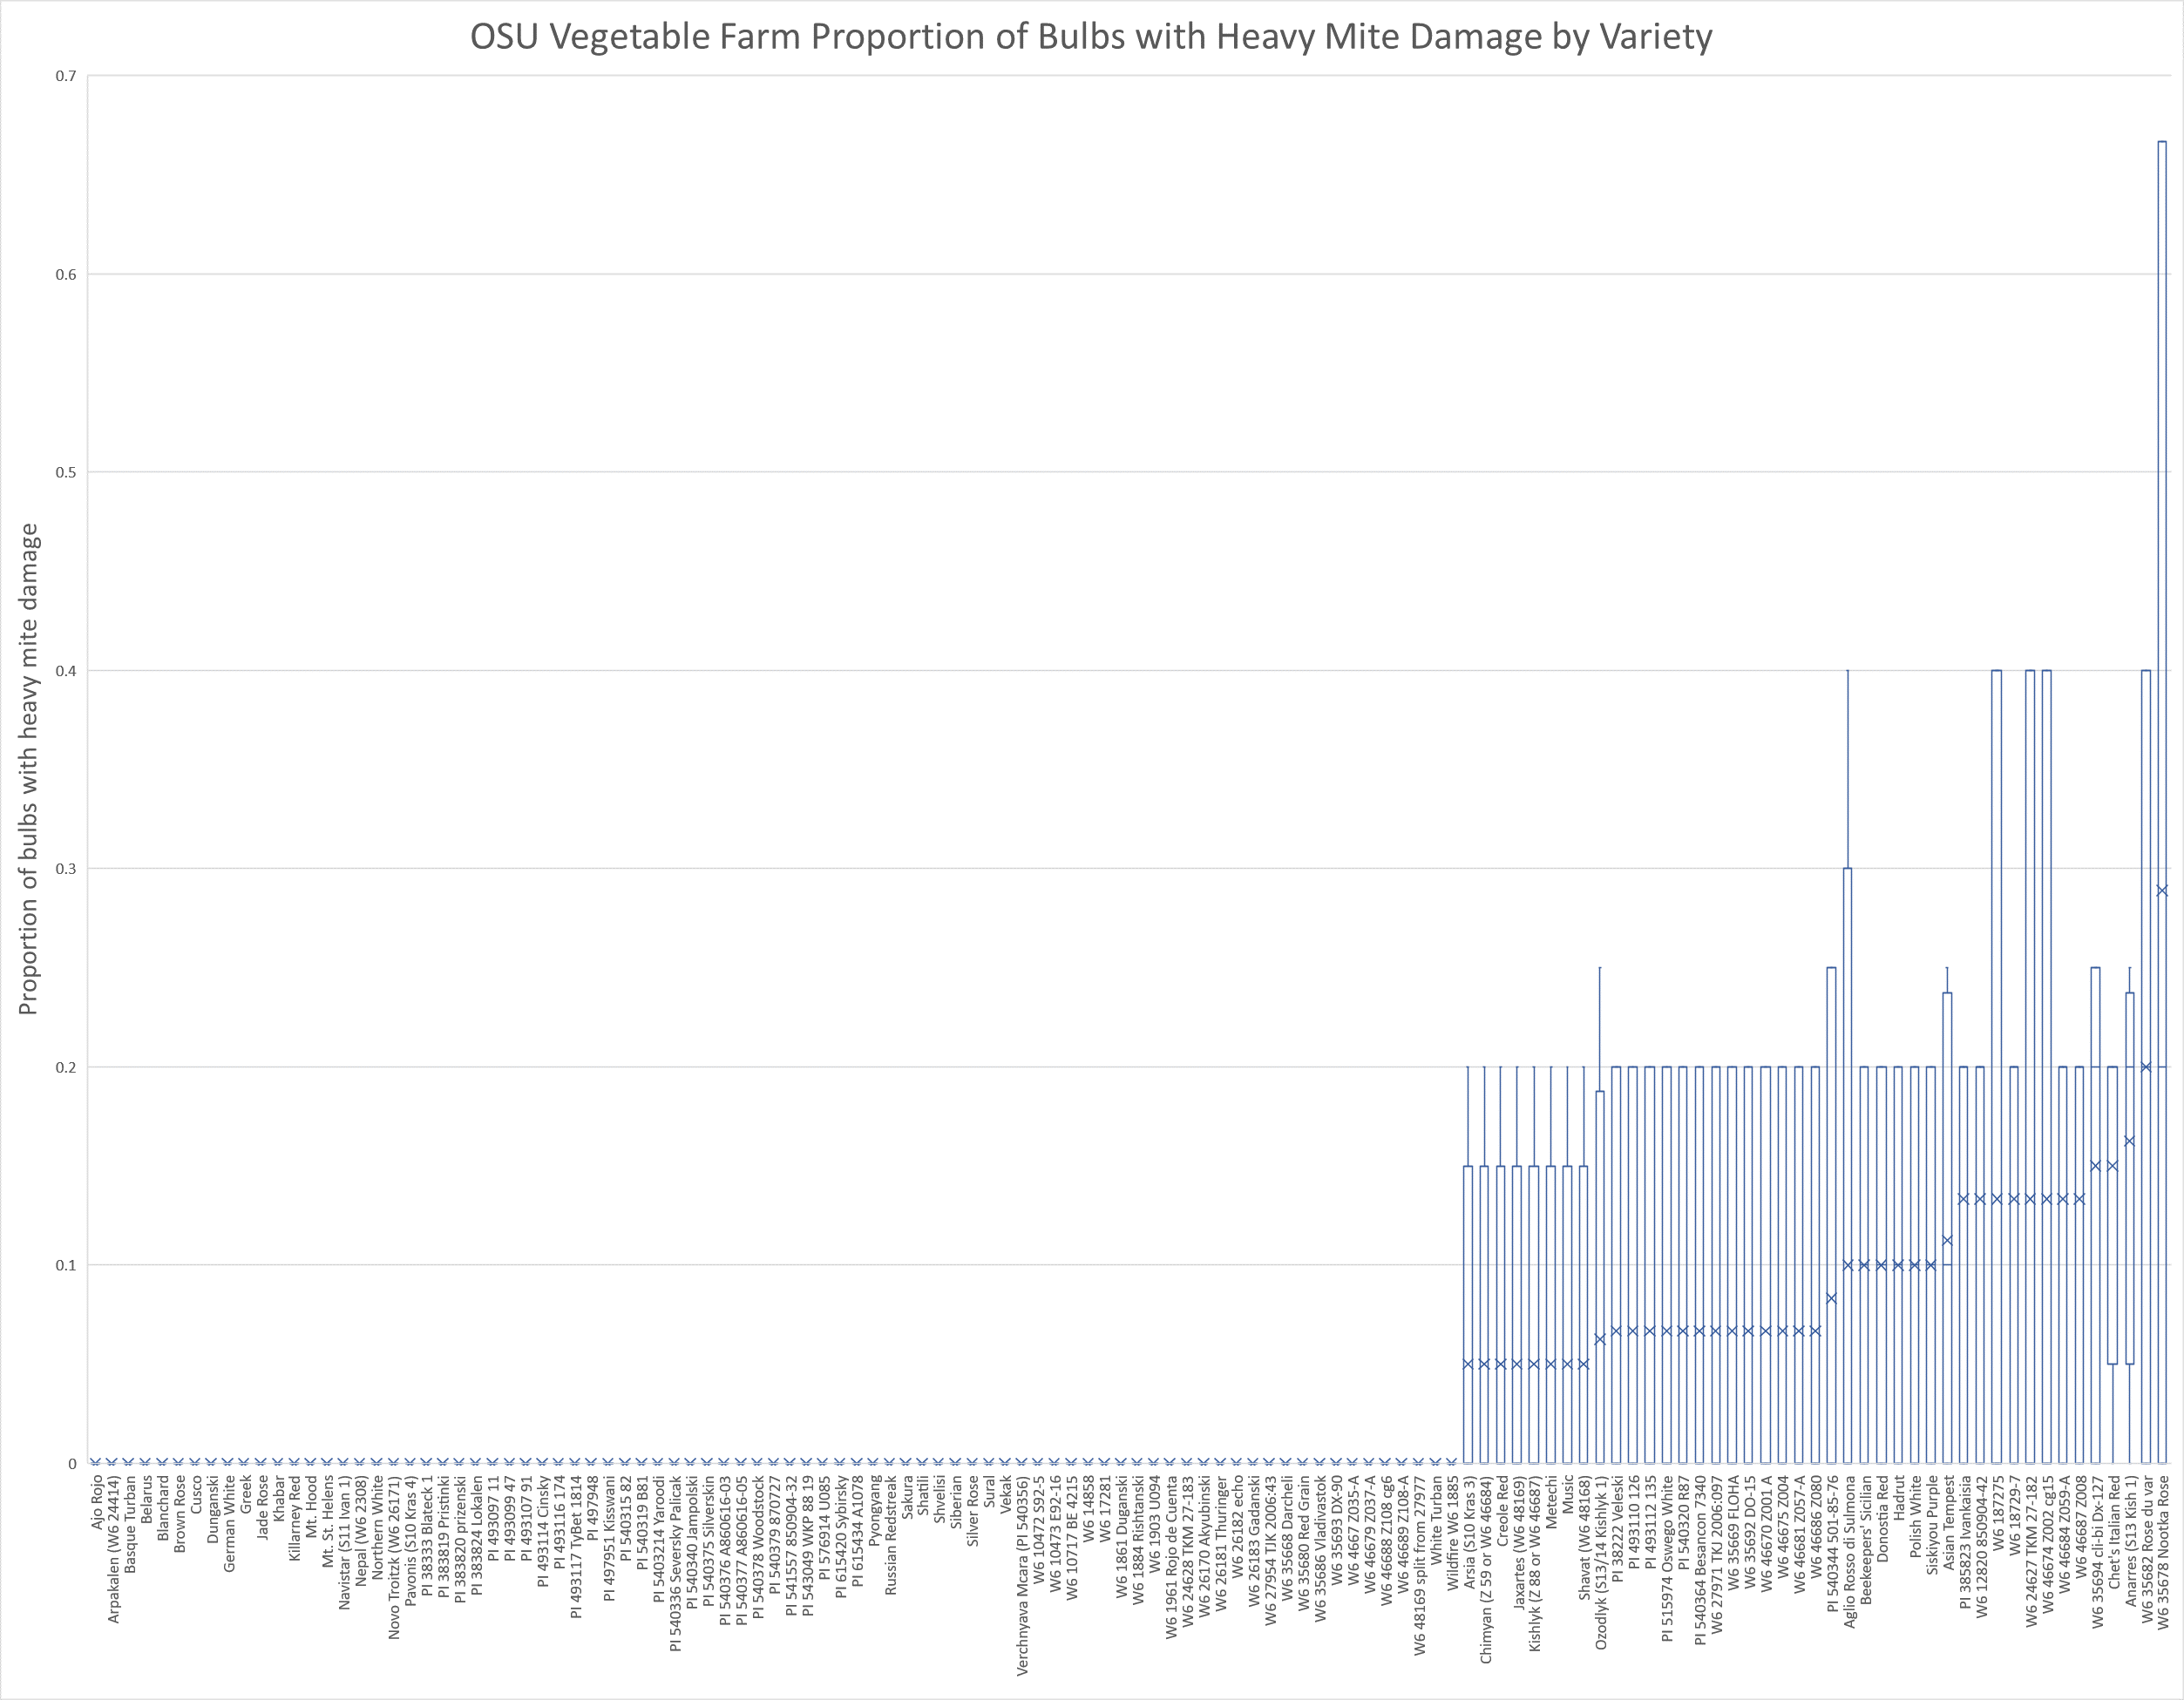 OSU Vegetable Farm Proportion of Bulbs with Heavy Mite Damage by Variety
Proportion of bulbs with heavy mite damage
0.7
0.6
0.5
0.4
0.3
0.2
0.1
0
Ajo Rojo
Arpakalen (W6 24414)
Basque Turban
Belarus
Blanchard
Brown Rose
Cusco
Dunganski
German White
Greek
Jade Rose
Khabar
Killarney Red
Mt. Hood
Mt. St. Helens
Navistar (S11 Ivan 1)
Nepal (W6 2308)
Northern White
Novo Troitzk (W6 26171)
Pavonis (S10 Kras 4)
PI 38333 Blateck 1
PI 383819 Pristinki
PI 383820 prizenski
PI 383824 Lokalen
PI 493097 11
PI 493099 47
PI 493107 91
PI 493114 Cinsky
PI 493116 174
PI 493117 TyBet 1814
PI 497948
PI 497951 Kisswani
PI 540315 82
PI 540319 B81
PI 5403214 Yaroodi
PI 540336 Seversky Palicak
PI 540340 Jampolski
PI 540375 Silverskin
PI 540376 A860616-03
PI 540377 A860616-05
PI 540378 Woodstock
PI 540379 870727
PI 541557 850904-32
PI 543049 WKP 88 19
PI 576914 U085
PI 615420 Sybirsky
PI 615434 A1078
Pyongyang
Russian Redstreak
Sakura
Shatili
Shvelisi
Siberian
Silver Rose
Sural
Vekak
Verchnyava Mcara (PI 540356)
W6 10472 S92-5
W6 10473 E92-16
W6 10717 BE 4215
W6 14858
W6 17281
W6 1861 Duganski
W6 1884 Rishtanski
W6 1903 U094
W6 1961 Rojo de Cuenta
W6 24628 TKM 27-183
W6 26170 Akyubinski
W6 26181 Thuringer
W6 26182 echo
W6 26183 Gadanski
W6 27954 TJK 2006:43
W6 35668 Darcheli
W6 35680 Red Grain
W6 35686 Vladivastok
W6 35693 DX-90
W6 4667 Z035-A
W6 46679 Z037-A
W6 46688 Z108 cg6
W6 46689 Z108-A
W6 48169 split from 27977
White Turban
Wildfire W6 1885
Arsia (S10 Kras 3)
Chimyan (Z 59 or W6 46684)
Creole Red
Jaxartes (W6 48169)
Kishlyk (Z 88 or W6 46687)
Metechi
Music
Shavat (W6 48168)
Ozodlyk (S13/14 Kishlyk 1)
PI 38222 Veleski
PI 493110 126
PI 493112 135
PI 515974 Oswego White
PI 540320 R87
PI 540364 Besancon 7340
W6 27971 TKJ 2006:097
W6 35669 FLOHA
W6 35692 DO-15
W6 46670 Z001 A
W6 46675 Z004
W6 46681 Z057-A
W6 46686 Z080
PI 540344 501-85-76
Aglio Rosso di Sulmona
Beekeepers' Sicilian
Donostia Red
Hadrut
Polish White
Siskiyou Purple
Asian Tempest
PI 385823 Ivankaisia
W6 12820 850904-42
W6 187275
W6 18729-7
W6 24627 TKM 27-182
W6 46674 Z002 cg15
W6 46684 Z059-A
W6 46687 Z008
W6 35694 cli-bi Dx-127
Chet's Italian Red
Anarres (S13 Kish 1)
W6 35682 Rose du var
W6 35678 Nootka Rose